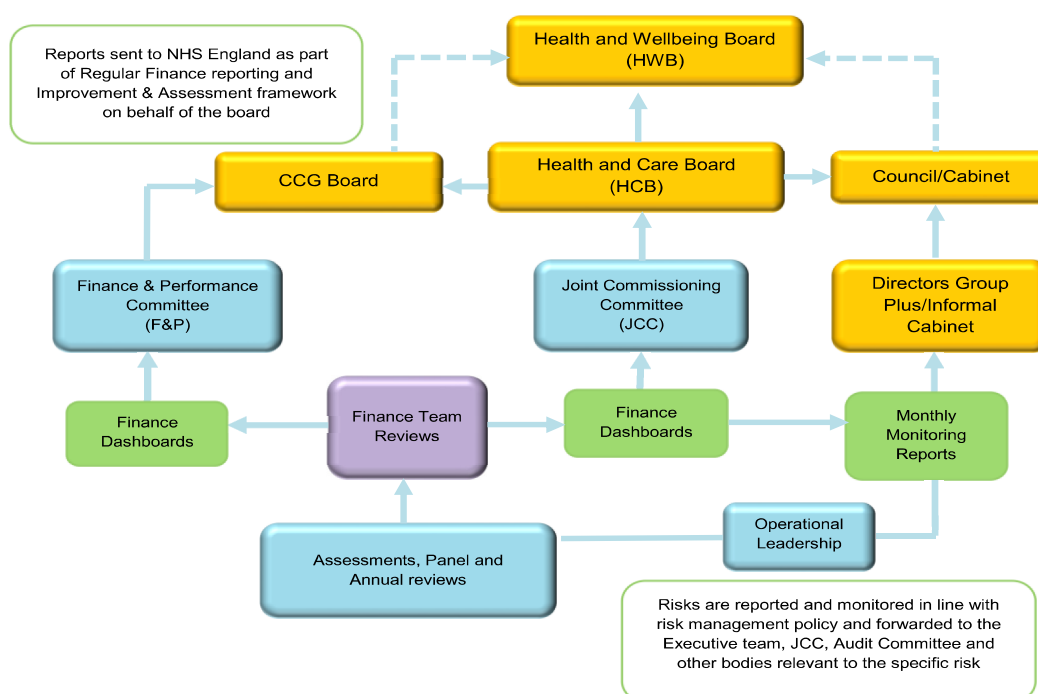 Reports sent to NHS England as part
of Regular Finance reporting and
Improvement & Assessment framework
on behalf of the board
Health and Wellbeing Board
(HWB)
CCG Board
Health and Care Board
(HCB)
Council/Cabinet
Finance & Performance
Committee
(F&P)
Joint Commissioning
Committee
(JCC)
Directors Group
Plus/Informal
Cabinet
Finance
Dashboards
Finance Team
Reviews
Finance
Dashboards
Monthly
Monitoring
Reports
Assessments, Panel and
Annual reviews
Operational
Leadership
Risks are reported and monitored in line with
risk management policy and forwarded to the
Executive team, JCC, Audit Committee and
other bodies relevant to the specific risk